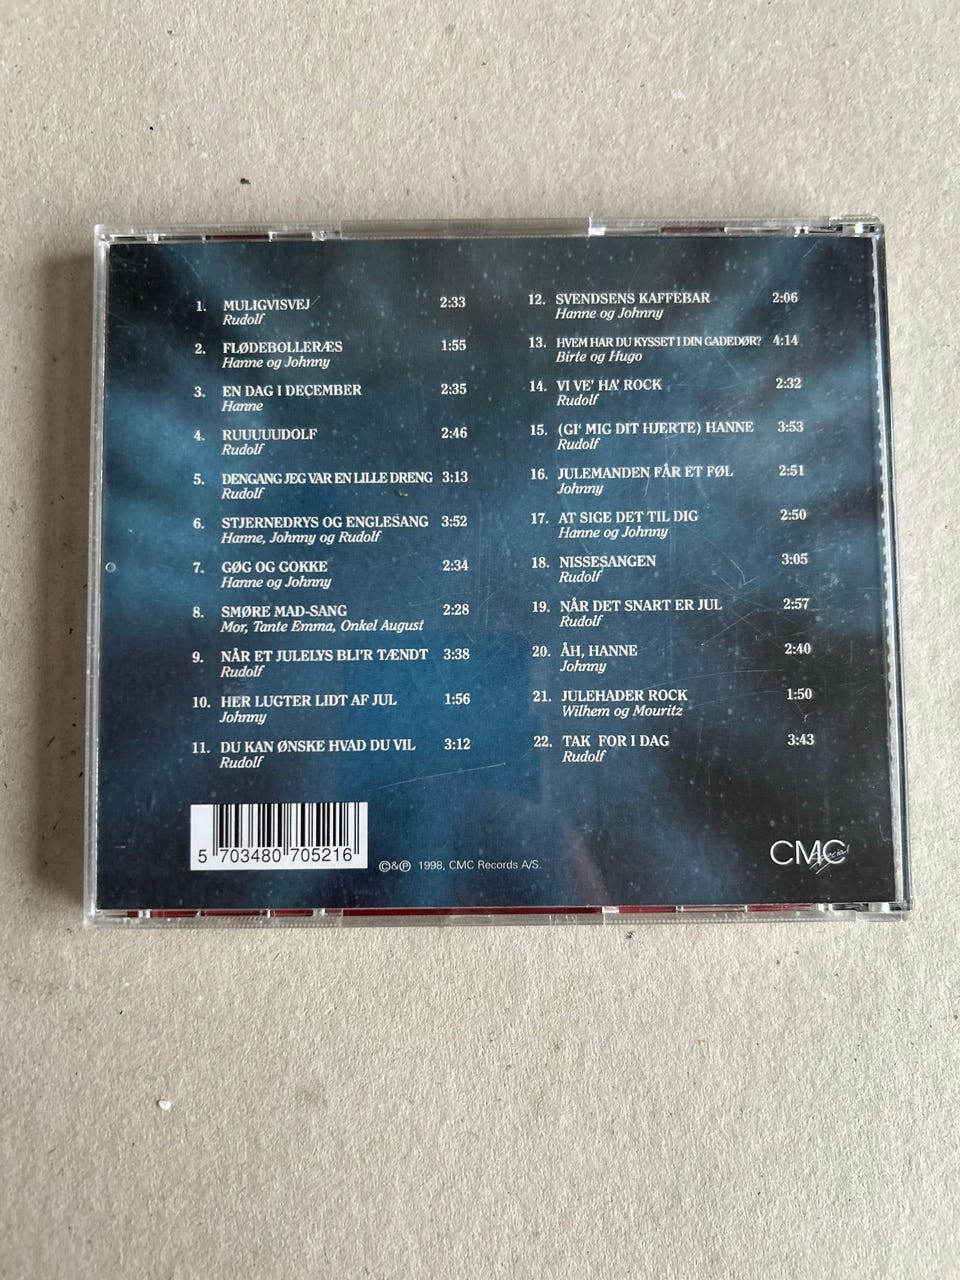 1. MULIGVISVEJ 2:33
Rudolf
2. FLØDEBOLLERÆS 1:55
Hanne og Johnny
3. EN DAG I DECEMBER 2:35
Hanne
4. RUUUUUDOLF 2:46
Rudolf
5. DENGANG JEG VAR EN LILLE DRENG 3:13
Rudolf
6. STJERNEDRYS OG ENGLESANG 3:52
Hanne, Johnny og Rudolf
7. GØG OG GOKKE 2:34
Hanne og Johnny
8. SMØRE MAD-SANG 2:28
Mor, Tante Emma, Onkel August
9. NÅR ET JULELYS BLI'R TÆNDT 3:38
Rudolf
10. HER LUGTER LIDT AF JUL 1:56
Johnny
11. DU KAN ØNSKE HVAD DU VIL 3:12
Rudolf
12. SVENDSENS KAFFEBAR 2:06
Hanne og Johnny
13. HVEM HAR DU KYSSET I DIN GADEDØR? 4:14
Birte og Hugo
14. VI VE' HA' ROCK 2:32
Rudolf
15. (GI' MIG DIT HJERTE) HANNE 3:53
Rudolf
16. JULEMANDEN FÅR ET FØL 2:51
Johnny
17. AT SIGE DET TIL DIG 2:50
Hanne og Johnny
18. NISSESANGEN 3:05
Rudolf
19. NÅR DET SNART ER JUL 2:57
Rudolf
20. ÅH, HANNE 2:40
Johnny
21. JULEHADER ROCK 1:50
Wilhem og Mouritz
22. TAK FOR I DAG 3:43
Rudolf
5 703480 705216
©&℗ 1998, CMC Records A/S.
CMC
Special